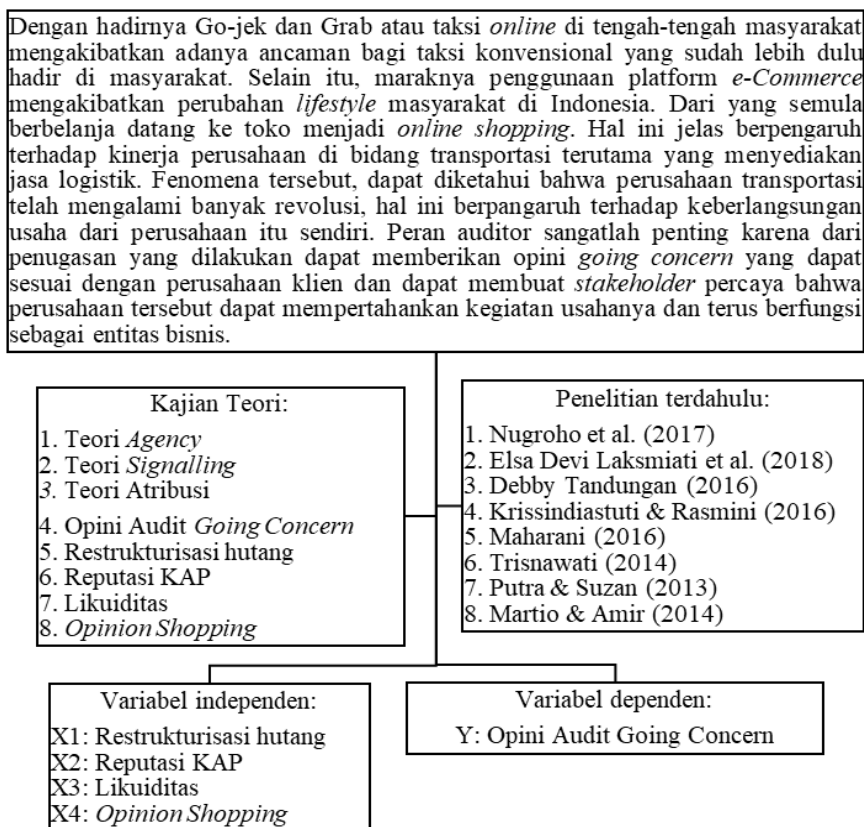 Dengan hadirnya Go-jek dan Grab atau taksi online di tengah-tengah masyarakat
mengakibatkan adanya ancaman bagi taksi konvensional yang sudah lebih dulu
hadir di masyarakat. Selain itu, maraknya penggunaan platform e-Commerce
mengakibatkan perubahan lifestyle masyarakat di Indonesia. Dari yang semula
berbelanja datang ke toko menjadi online shopping. Hal ini jelas berpengaruh
terhadap kinerja perusahaan di bidang transportasi terutama yang menyediakan
jasa logistik. Fenomena tersebut, dapat diketahui bahwa perusahaan transportasi
telah mengalami banyak revolusi, hal ini berpangaruh terhadap keberlangsungan
usaha dari perusahaan itu sendiri. Peran auditor sangatlah penting karena dari
penugasan yang dilakukan dapat memberikan opini going concern yang dapat
sesuai dengan perusahaan klien dan dapat membuat stakeholder percaya bahwa
perusahaan tersebut dapat mempertahankan kegiatan usahanya dan terus berfungsi
sebagai entitas bisnis.
Kajian Teori:
1. Teori Agency
2. Teori Signalling
3. Teori Atribusi
4. Opini Audit Going Concern
5. Restrukturisasi hutang
6. Reputasi KAP
7. Likuiditas
8. Opinion Shopping
Penelitian terdahulu:
1. Nugroho et al. (2017)
2. Elsa Devi Laksmiati et al. (2018)
3. Debby Tandungan (2016)
4. Krissindiastuti & Rasmini (2016)
5. Maharani (2016)
6. Trisnawati (2014)
7. Putra & Suzan (2013)
8. Martio & Amir (2014)
Variabel independen:
X1: Restrukturisasi hutang
X2: Reputasi KAP
X3: Likuiditas
X4: Opinion Shopping
Variabel dependen:
Y: Opini Audit Going Concern